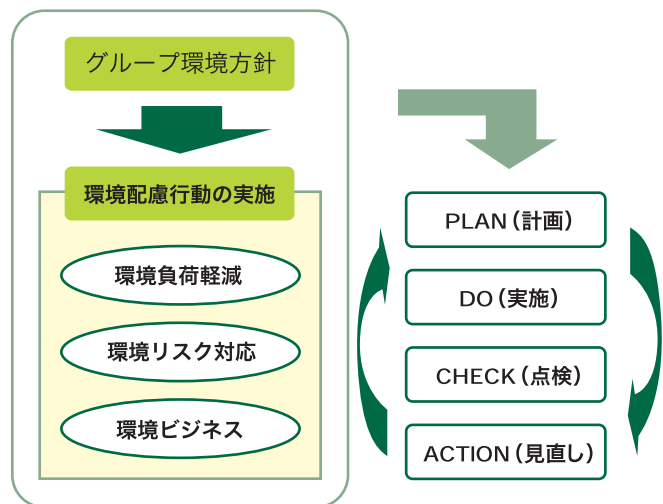 グループ環境方針
環境配慮行動の実施
環境負荷軽減
環境リスク対応
環境ビジネス
PLAN（計画）
DO（実施）
CHECK（点検）
ACTION（見直し）